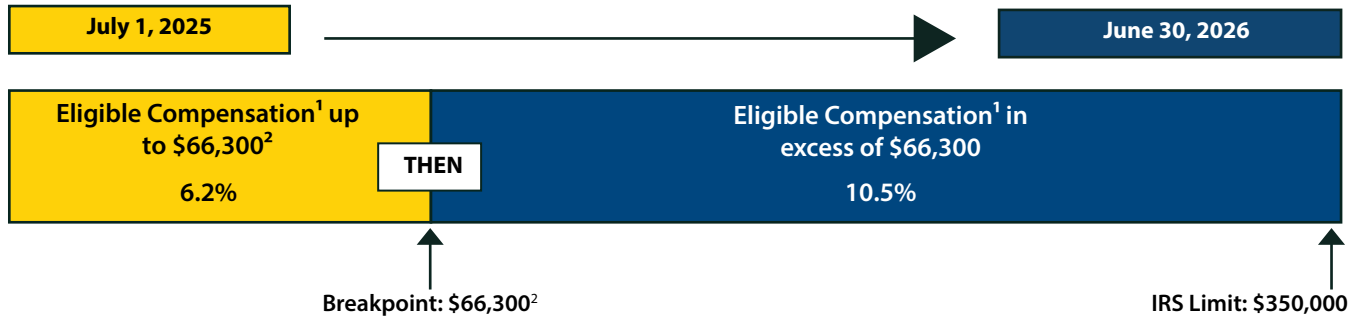 July 1, 2025
June 30, 2026
Eligible Compensation¹ up
to $66,300²
6.2%
THEN
Eligible Compensation¹ in
excess of $66,300
10.5%
Breakpoint: $66,300²
IRS Limit: $350,000